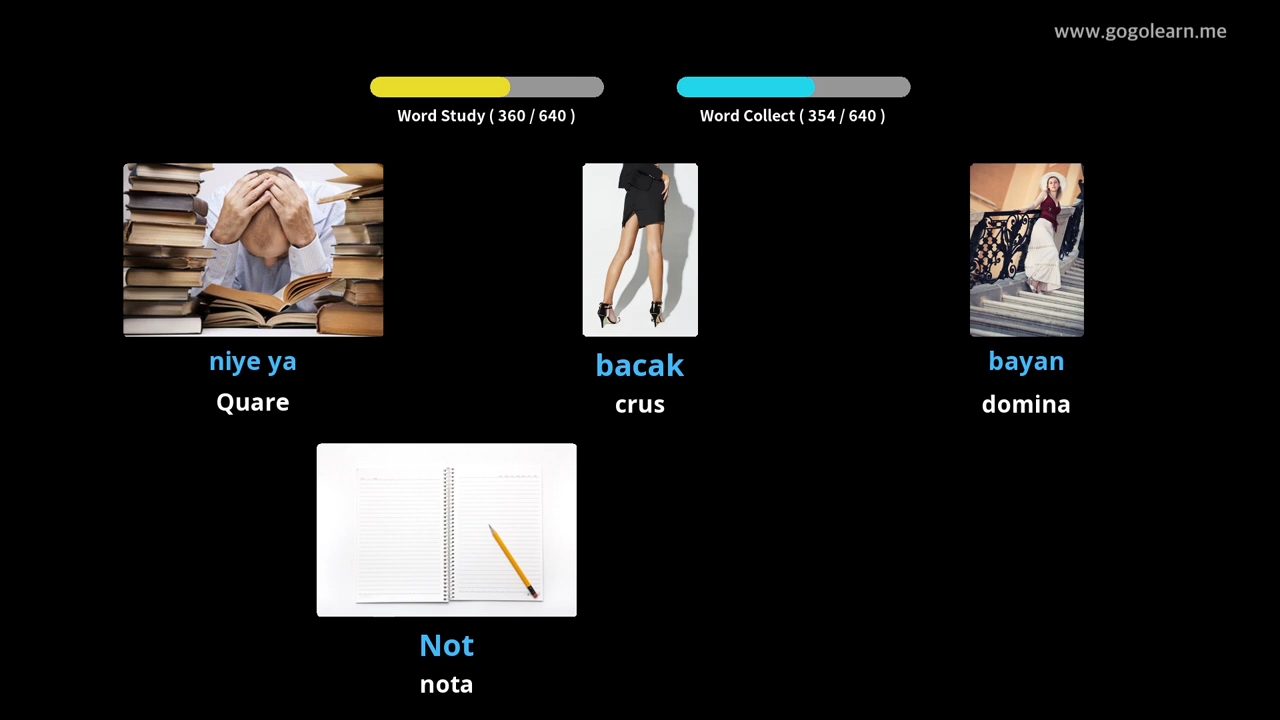 www.gogolearn.me
Word Study ( 360 / 640 )
Word Collect ( 354 / 640 )
niye ya
Quare
bacak
crus
bayan
domina
Not
nota